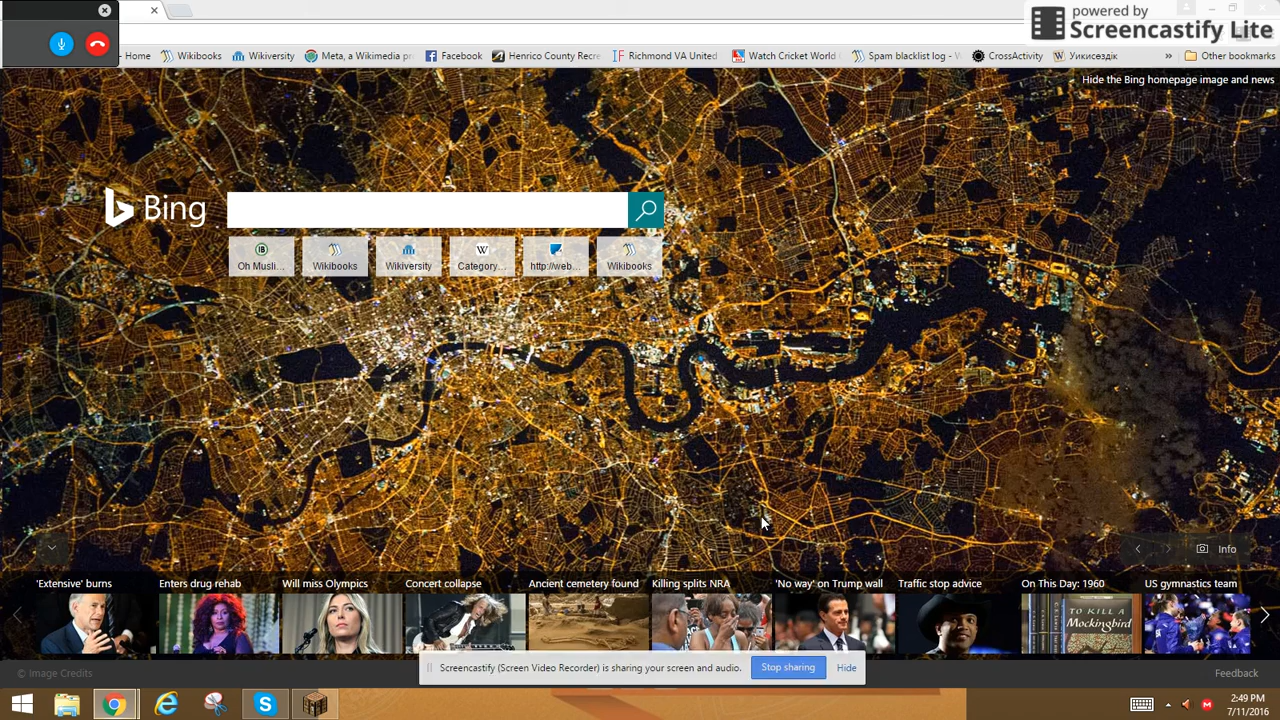 powered by
Screencastify Lite
Home
Wikibooks
Wikiversity
Meta, a Wikimedia pr
Facebook
Henrico County Recre
Richmond VA United
Watch Cricket World
Spam blacklist log - W
CrossActivity
Уикисөздік
»
Other bookmarks
Hide the Bing homepage image and news
Bing
Oh Musli...
Wikibooks
Wikiversity
Category...
http://web...
Wikibooks
Info
'Extensive' burns
Enters drug rehab
Will miss Olympics
Concert collapse
Ancient cemetery found
Killing splits NRA
'No way' on Trump wall
Traffic stop advice
On This Day: 1960
US gymnastics team
TO KILL A
Mockingbird
Screencastify (Screen Video Recorder) is sharing your screen and audio.
Stop sharing
Hide
© Image Credits
Feedback
2:49 PM
7/11/2016